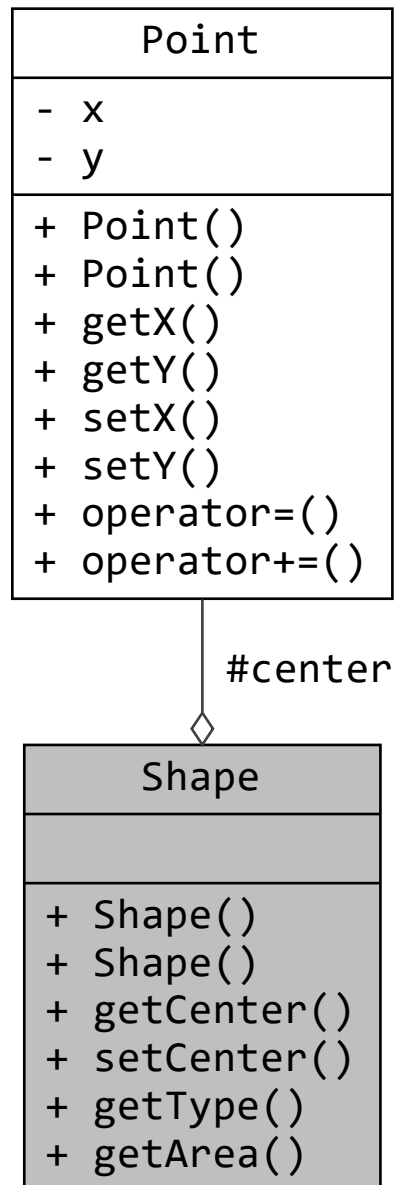 Point
- x
- y
+ Point()
+ Point()
+ getX()
+ getY()
+ setX()
+ setY()
+ operator=()
+ operator+=()
#center
Shape
+ Shape()
+ Shape()
+ getCenter()
+ setCenter()
+ getType()
+ getArea()